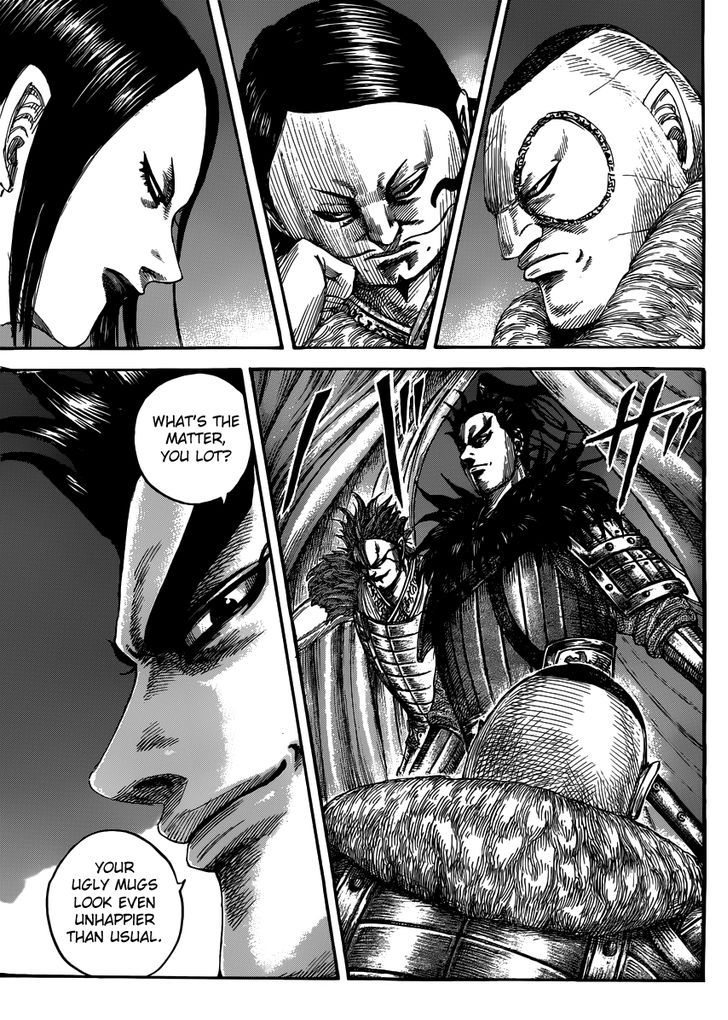 WHAT'S THE
MATTER,
YOU LOT?
YOUR
UGLY MUGS
LOOK EVEN
UNHAPPIER
THAN USUAL.